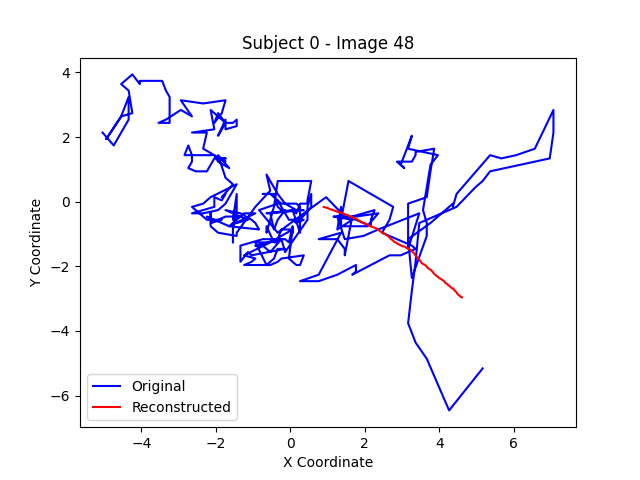 Subject 0 - Image 48
Y Coordinate
4
2
0
−2
−4
−6
−4
−2
0
2
4
6
X Coordinate
Original
Reconstructed